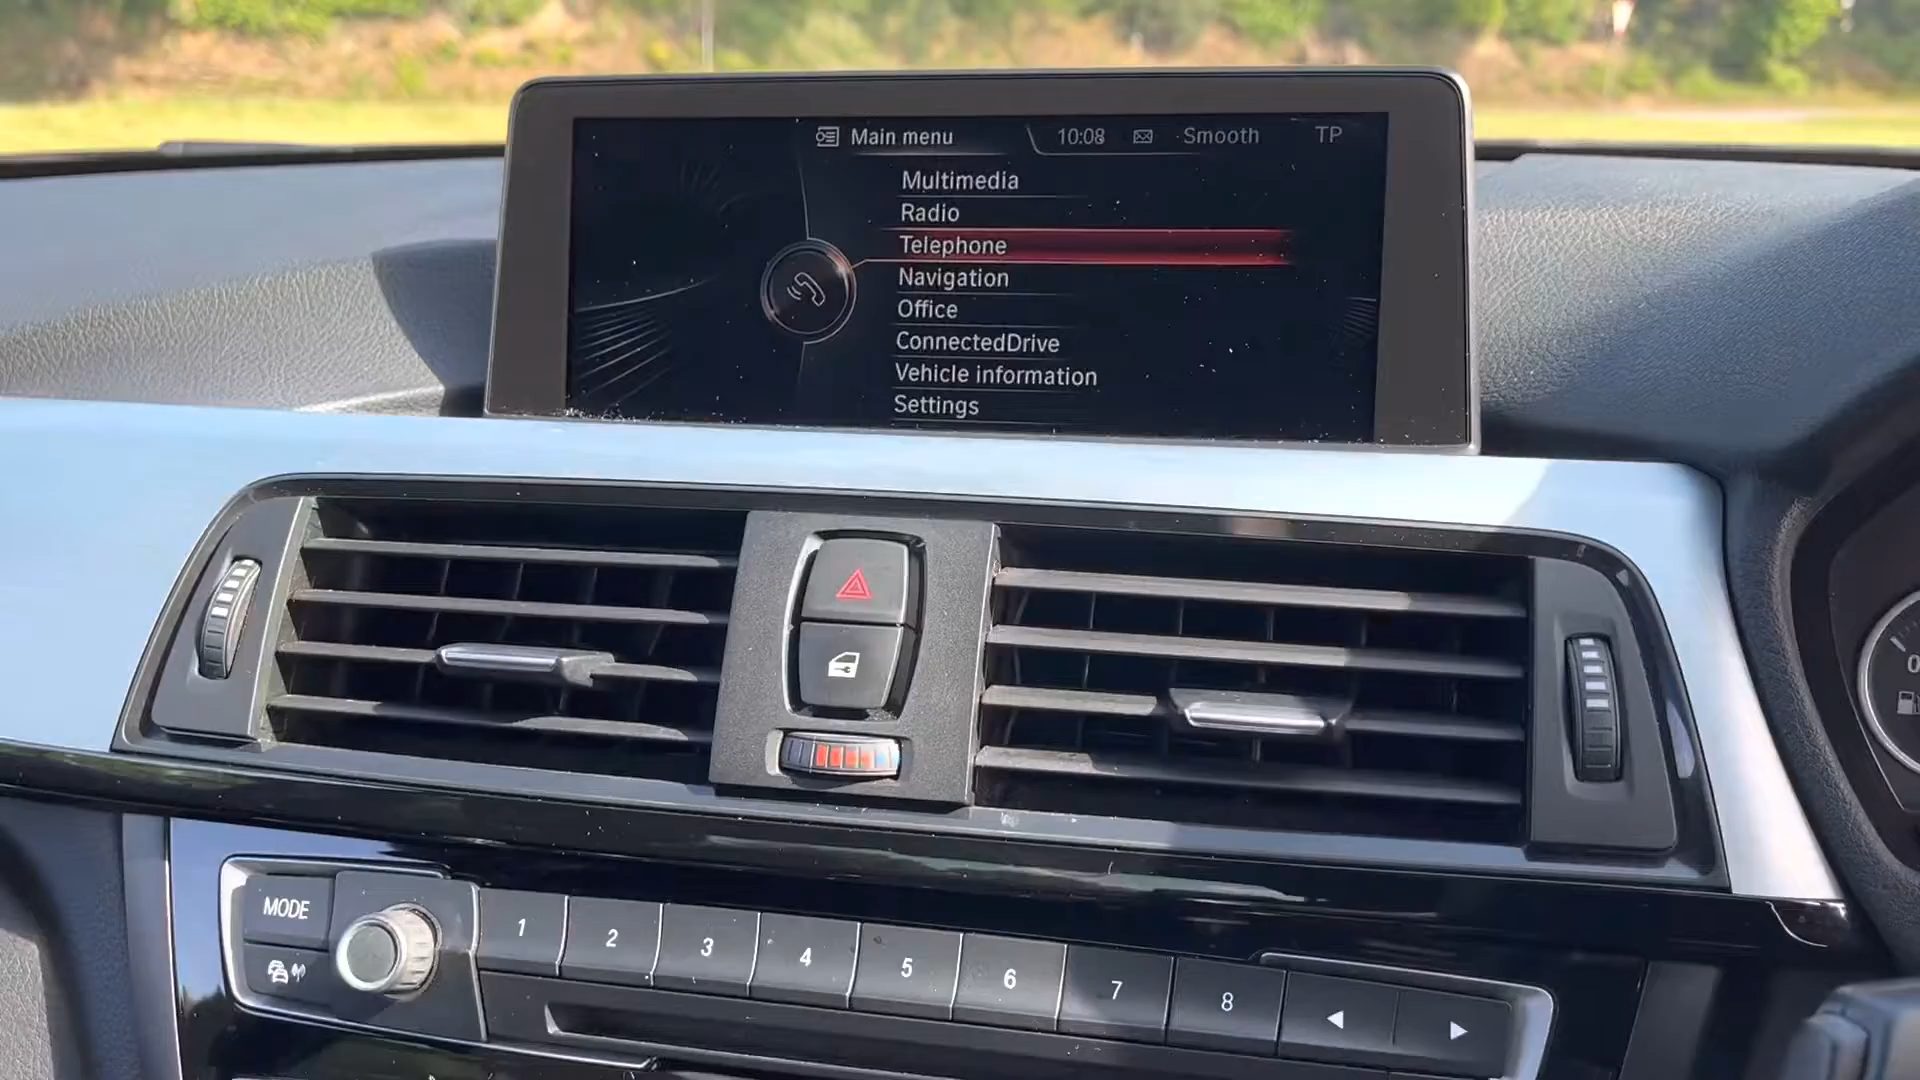 Main menu 10:08 Smooth TP
Multimedia
Radio
Telephone
Navigation
Office
ConnectedDrive
Vehicle information
Settings
0
MODE
1 2 3 4 5 6 7 8